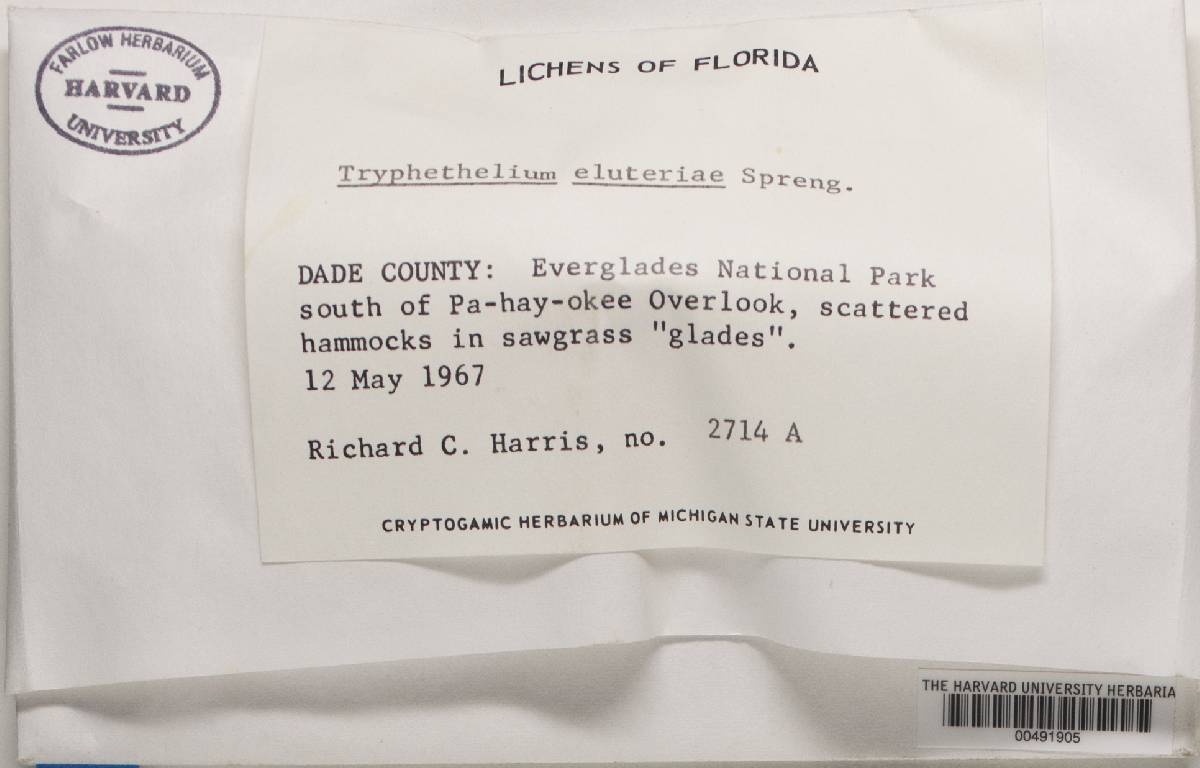 FARLOW HERBARIUM
HARVARD
UNIVERSITY
LICHENS OF FLORIDA
Tryphethelium eluteriae Spreng.
DADE COUNTY: Everglades National Park
south of Pa-hay-okee Overlook, scattered
hammocks in sawgrass "glades".
12 May 1967
Richard C. Harris, no. 2714 A
CRYPTOGAMIC HERBARIUM OF MICHIGAN STATE UNIVERSITY
THE HARVARD UNIVERSITY HERBARIA
00491905